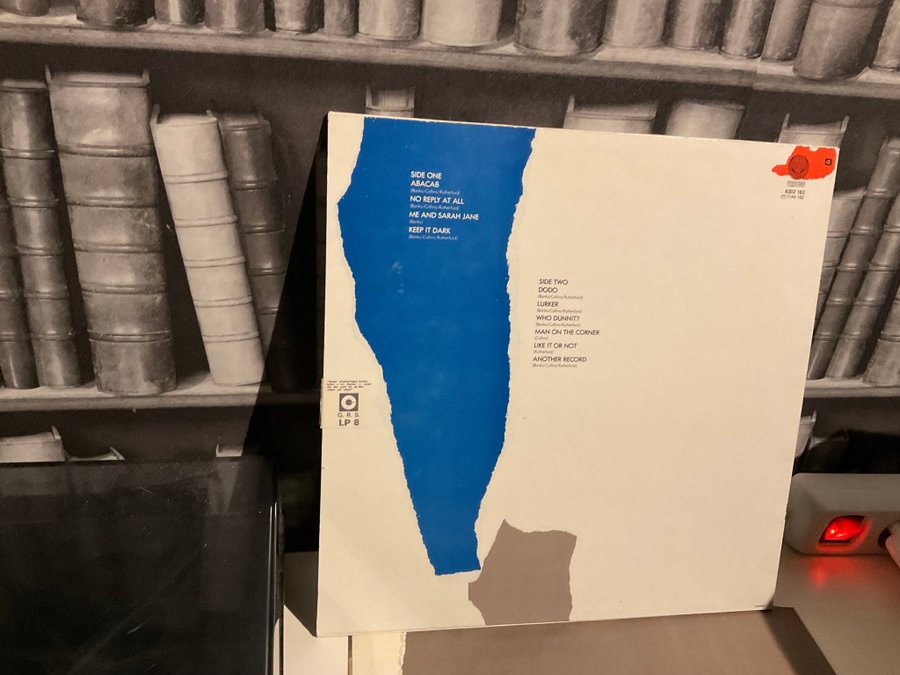 SIDE ONE
ABACAB
(Banks/Collins/Rutherford)
NO REPLY AT ALL
(Banks/Collins/Rutherford)
ME AND SARAH JANE
(Banks)
KEEP IT DARK
(Banks/Collins/Rutherford)
SIDE TWO
DODO
(Banks/Collins/Rutherford)
LURKER
(Banks/Collins/Rutherford)
WHO DUNNIT?
(Banks/Collins/Rutherford)
MAN ON THE CORNER
(Collins)
LIKE IT OR NOT
(Rutherford)
ANOTHER RECORD
(Banks/Collins/Rutherford)
6302 162
7144 162
G. R. S.
LP 8